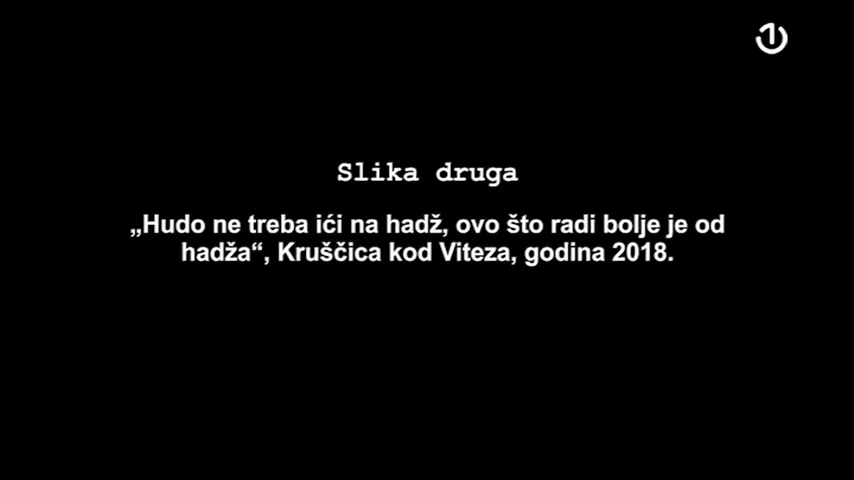 Slika druga
„Hudo ne treba ići na hadž, ovo što radi bolje je od
hadža“, Kruščica kod Viteza, godina 2018.